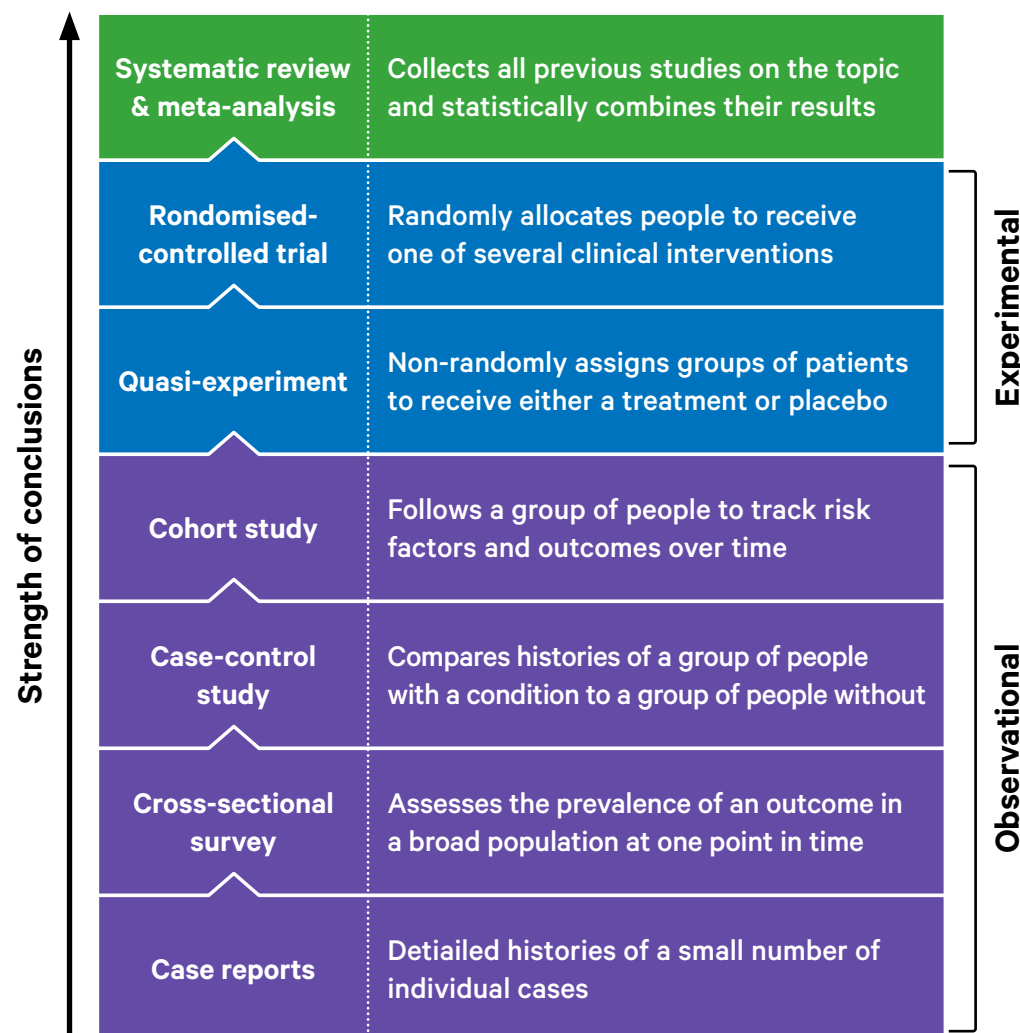 Systematic review
& meta-analysis
Collects all previous studies on the topic
and statistically combines their results
Rondomised-
controlled trial
Randomly allocates people to receive
one of several clinical interventions
Quasi-experiment
Non-randomly assigns groups of patients
to receive either a treatment or placebo
Cohort study
Follows a group of people to track risk
factors and outcomes over time
Case-control
study
Compares histories of a group of people
with a condition to a group of people without
Cross-sectional
survey
Assesses the prevalence of an outcome in
a broad population at one point in time
Case reports
Detiailed histories of a small number of
individual cases
Strength of conclusions
Experimental
Observational